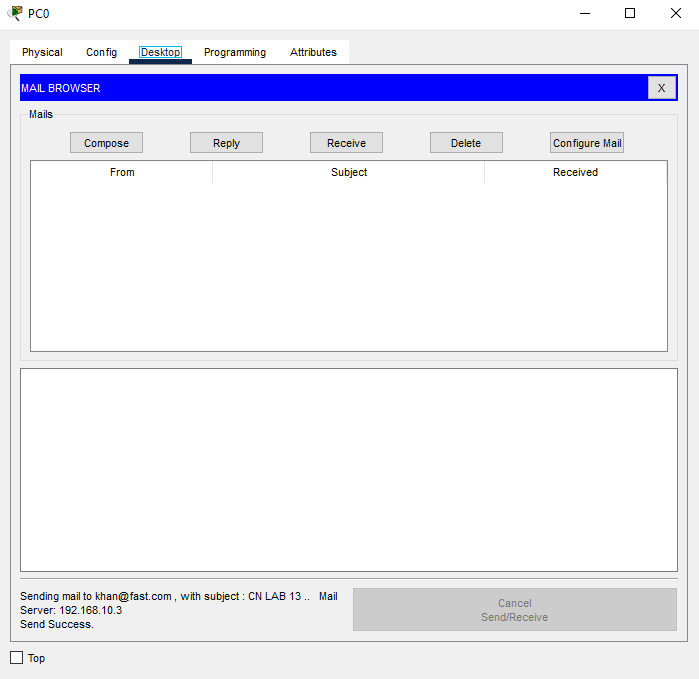 PC0
Physical Config Desktop Programming Attributes
MAIL BROWSER X
Mails
Compose Reply Receive Delete Configure Mail
From Subject Received
Sending mail to khan@fast.com , with subject : CN LAB 13 .. Mail
Server: 192.168.10.3
Send Success.
Cancel
Send/Receive
Top